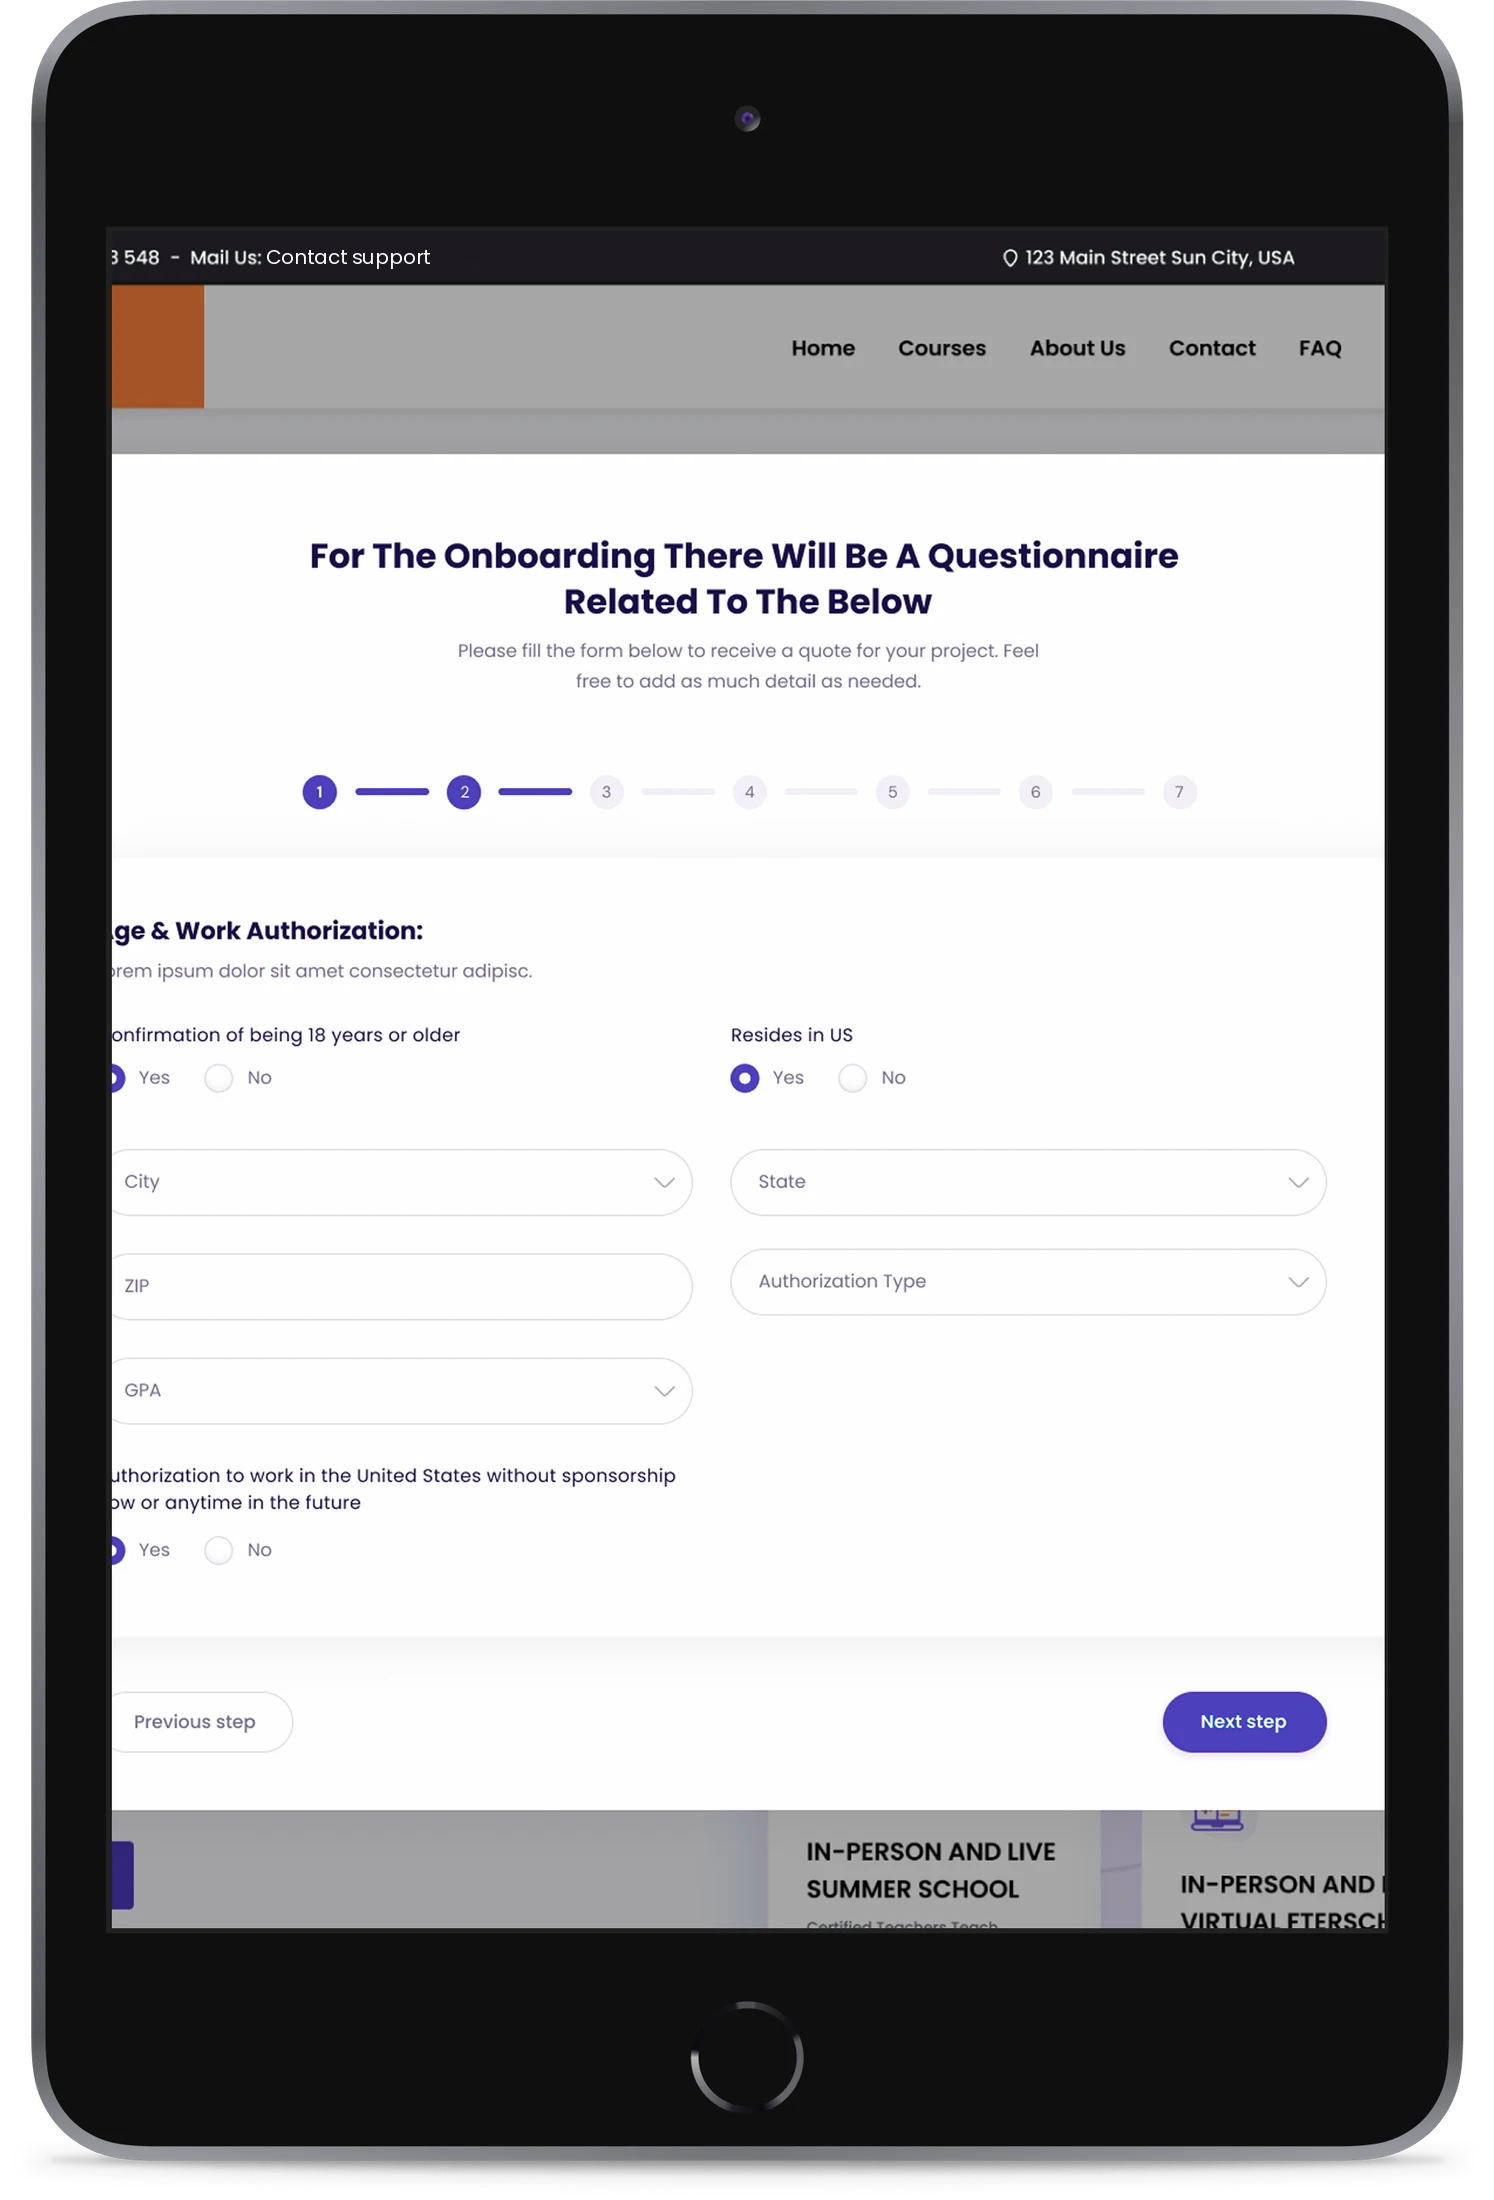 3 548 - Mail Us: Contact support
123 Main Street Sun City, USA
Home Courses About Us Contact FAQ
For The Onboarding There Will Be A Questionnaire
Related To The Below
Please fill the form below to receive a quote for your project. Feel
free to add as much detail as needed.
1 2 3 4 5 6 7
ge & Work Authorization:
orem ipsum dolor sit amet consectetur adipisc.
onfirmation of being 18 years or older
Yes No
Resides in US
Yes No
City
State
ZIP
Authorization Type
GPA
uthorization to work in the United States without sponsorship
ow or anytime in the future
Yes No
Previous step
Next step
IN-PERSON AND LIVE
SUMMER SCHOOL
Certified Teachers Teach
IN-PERSON AND
VIRTUAL